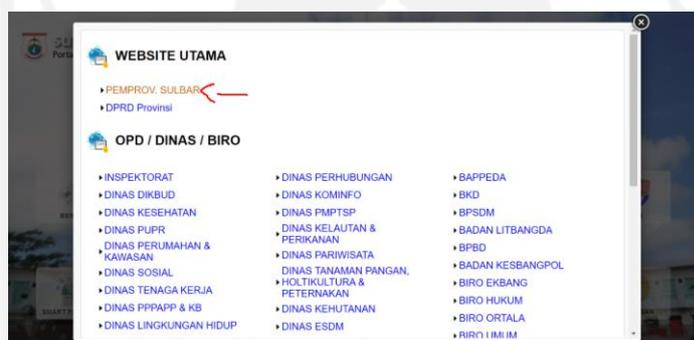 WEBSITE UTAMA
PEMPROV. SULBAR
DPRD Provinsi
OPD / DINAS / BIRO
INSPEKTORAT
DINAS DIKBUD
DINAS KESEHATAN
DINAS PUPR
DINAS PERUMAHAN &
KAWASAN
DINAS SOSIAL
DINAS TENAGA KERJA
DINAS PPPAPP & KB
DINAS LINGKUNGAN HIDUP
DINAS PERHUBUNGAN
DINAS KOMINFO
DINAS PMPTSP
DINAS KELAUTAN &
PERIKANAN
DINAS PARIWISATA
DINAS TANAMAN PANGAN,
HOLTIKULTURA &
PETERNAKAN
DINAS KEHUTANAN
DINAS ESDM
BAPPEDA
BKD
BPSDM
BADAN LITBANGDA
BPBD
BADAN KESBANGPOL
BIRO EKBANG
BIRO HUKUM
BIRO ORTALA
BIRO UMUM